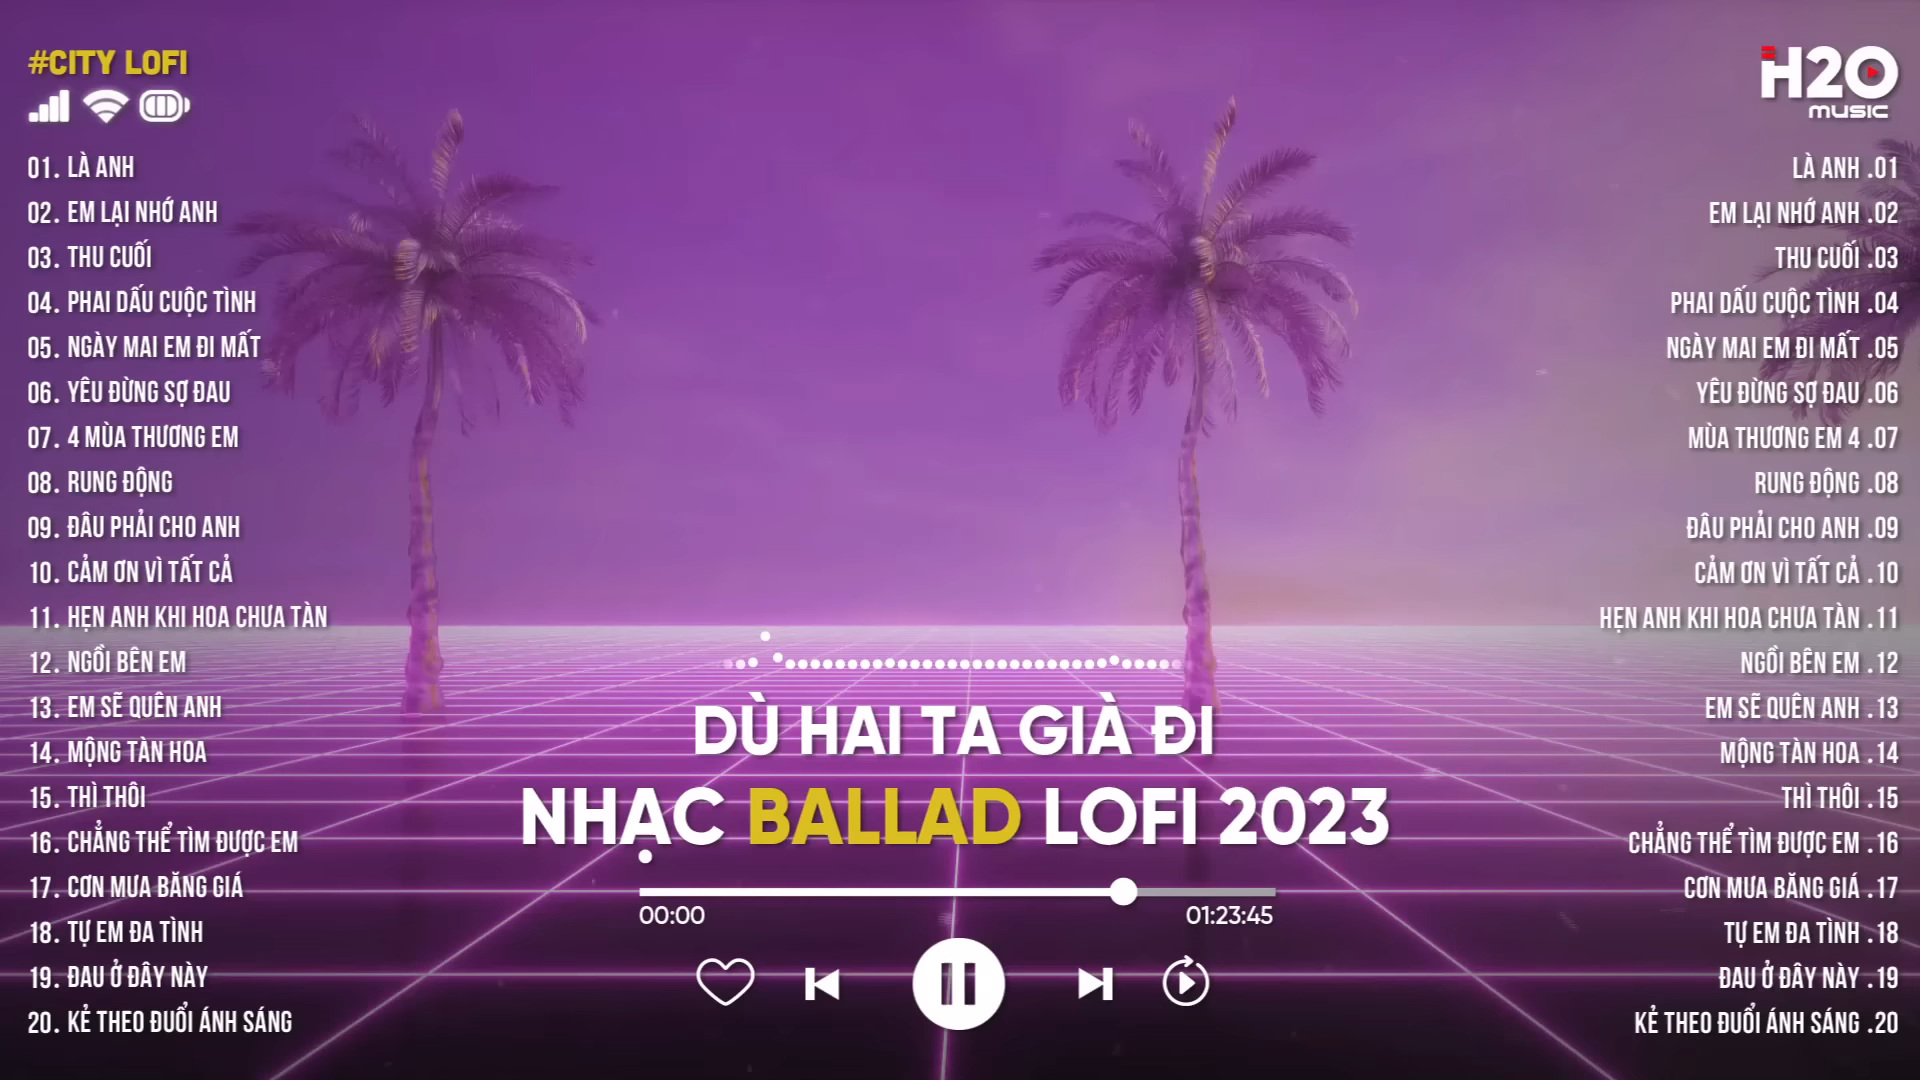 #CITY LOFI
H2O
MUSIC
01. LÀ ANH
02. EM LẠI NHỚ ANH
03. THU CUỐI
04. PHAI DẤU CUỘC TÌNH
05. NGÀY MAI EM ĐI MẤT
06. YÊU ĐỪNG SỢ ĐAU
07. 4 MÙA THƯƠNG EM
08. RUNG ĐỘNG
09. ĐÂU PHẢI CHO ANH
10. CẢM ƠN VÌ TẤT CẢ
11. HẸN ANH KHI HOA CHƯA TÀN
12. NGỒI BÊN EM
13. EM SẼ QUÊN ANH
14. MỘNG TÀN HOA
15. THÌ THÔI
16. CHẲNG THỂ TÌM ĐƯỢC EM
17. CƠN MƯA BĂNG GIÁ
18. TỰ EM ĐA TÌNH
19. ĐAU Ở ĐÂY NÀY
20. KẺ THEO ĐUỔI ÁNH SÁNG
DÙ HAI TA GIÀ ĐI
NHẠC BALLAD LOFI 2023
00:00
01:23:45
LÀ ANH .01
EM LẠI NHỚ ANH .02
THU CUỐI .03
PHAI DẤU CUỘC TÌNH .04
NGÀY MAI EM ĐI MẤT .05
YÊU ĐỪNG SỢ ĐAU .06
MÙA THƯƠNG EM 4 .07
RUNG ĐỘNG .08
ĐÂU PHẢI CHO ANH .09
CẢM ƠN VÌ TẤT CẢ .10
HẸN ANH KHI HOA CHƯA TÀN .11
NGỒI BÊN EM .12
EM SẼ QUÊN ANH .13
MỘNG TÀN HOA .14
THÌ THÔI .15
CHẲNG THỂ TÌM ĐƯỢC EM .16
CƠN MƯA BĂNG GIÁ .17
TỰ EM ĐA TÌNH .18
ĐAU Ở ĐÂY NÀY .19
KẺ THEO ĐUỔI ÁNH SÁNG .20